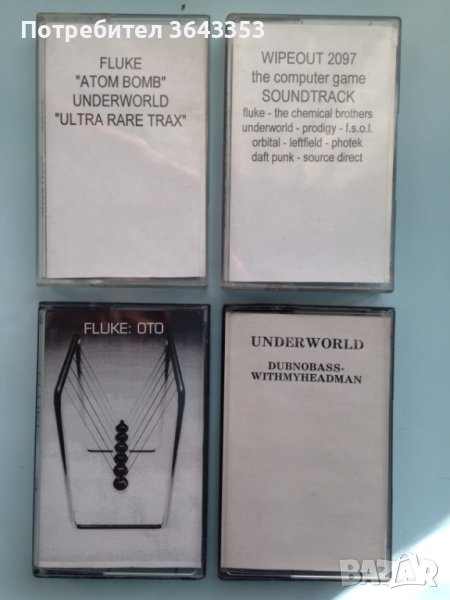 Потребител 3643353
FLUKE
"ATOM BOMB"
UNDERWORLD
"ULTRA RARE TRAX"
WIPEOUT 2097
the computer game
SOUNDTRACK
fluke - the chemical brothers
underworld - prodigy - f.s.o.l.
orbital - leftfield - photek
daft punk - source direct
FLUKE: OTO
UNDERWORLD
DUBNOBASS-
WITHMYHEADMAN
BAZAR